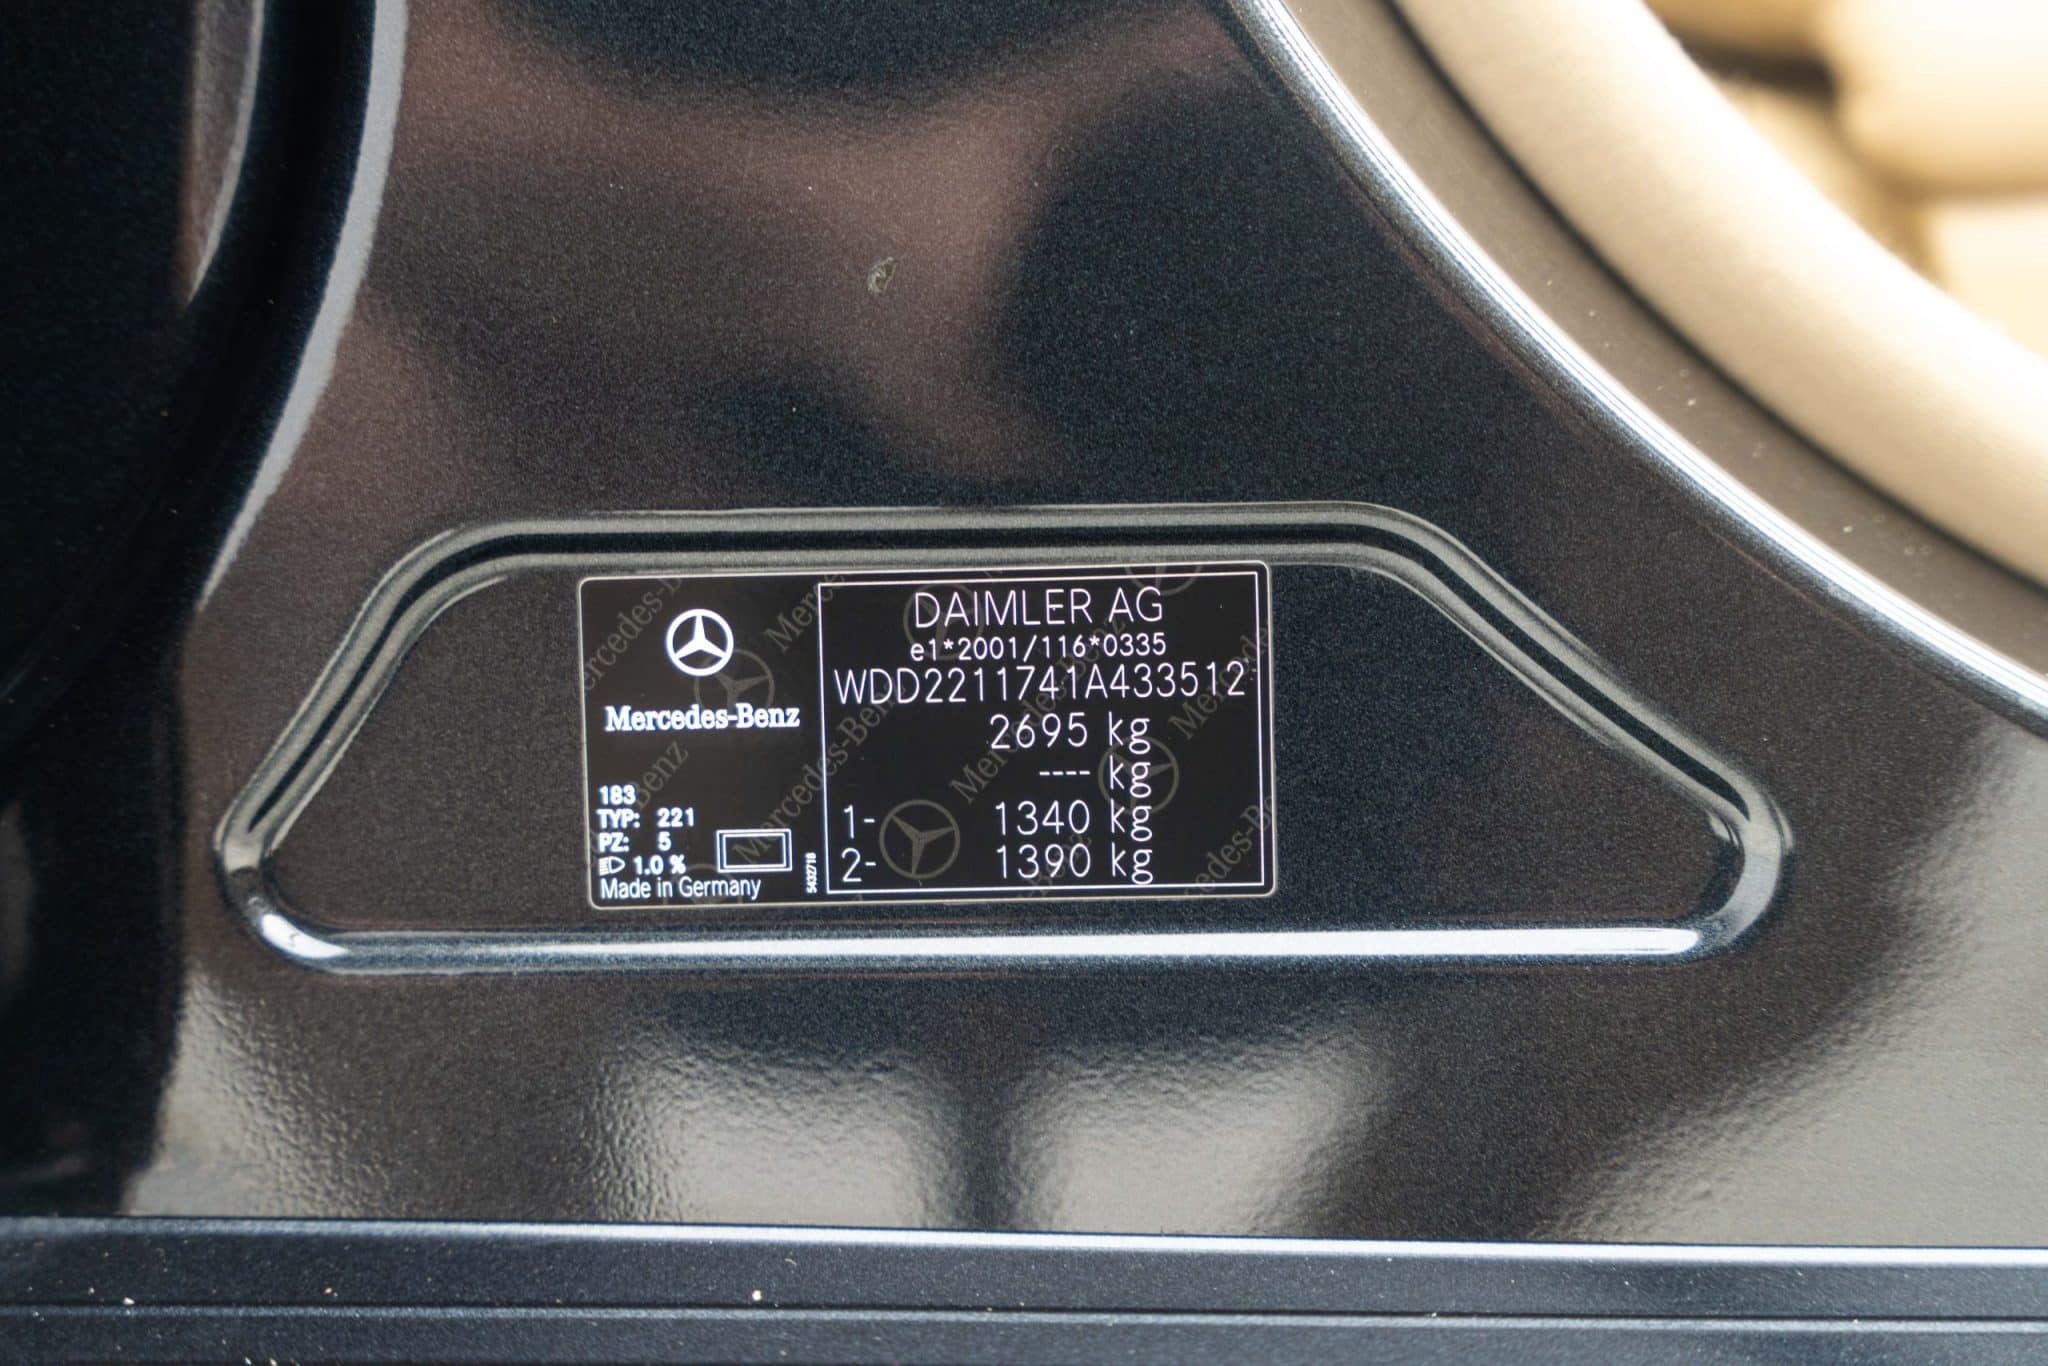 Mercedes-Benz
183
TYP: 221
PZ: 5
1.0 %
Made in Germany
5432718
DAIMLER AG
e1*2001/116*0335
WDD2211741A433512
2695 kg
---- kg
1- 1340 kg
2- 1390 kg